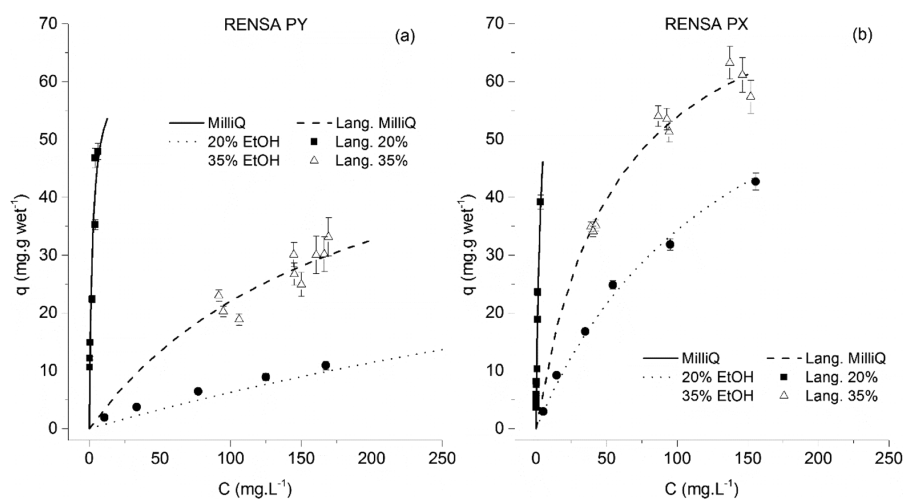 RENSA PY
(a)
70
60
50
40
30
20
10
0
q (mg.g wet-1)
MilliQ
20% EtOH
35% EtOH
Lang. MilliQ
Lang. 20%
Lang. 35%
0 50 100 150 200 250
C (mg.L-1)
RENSA PX
(b)
70
60
50
40
30
20
10
0
q (mg.g wet-1)
MilliQ
20% EtOH
35% EtOH
Lang. MilliQ
Lang. 20%
Lang. 35%
0 50 100 150 200 250
C (mg.L-1)